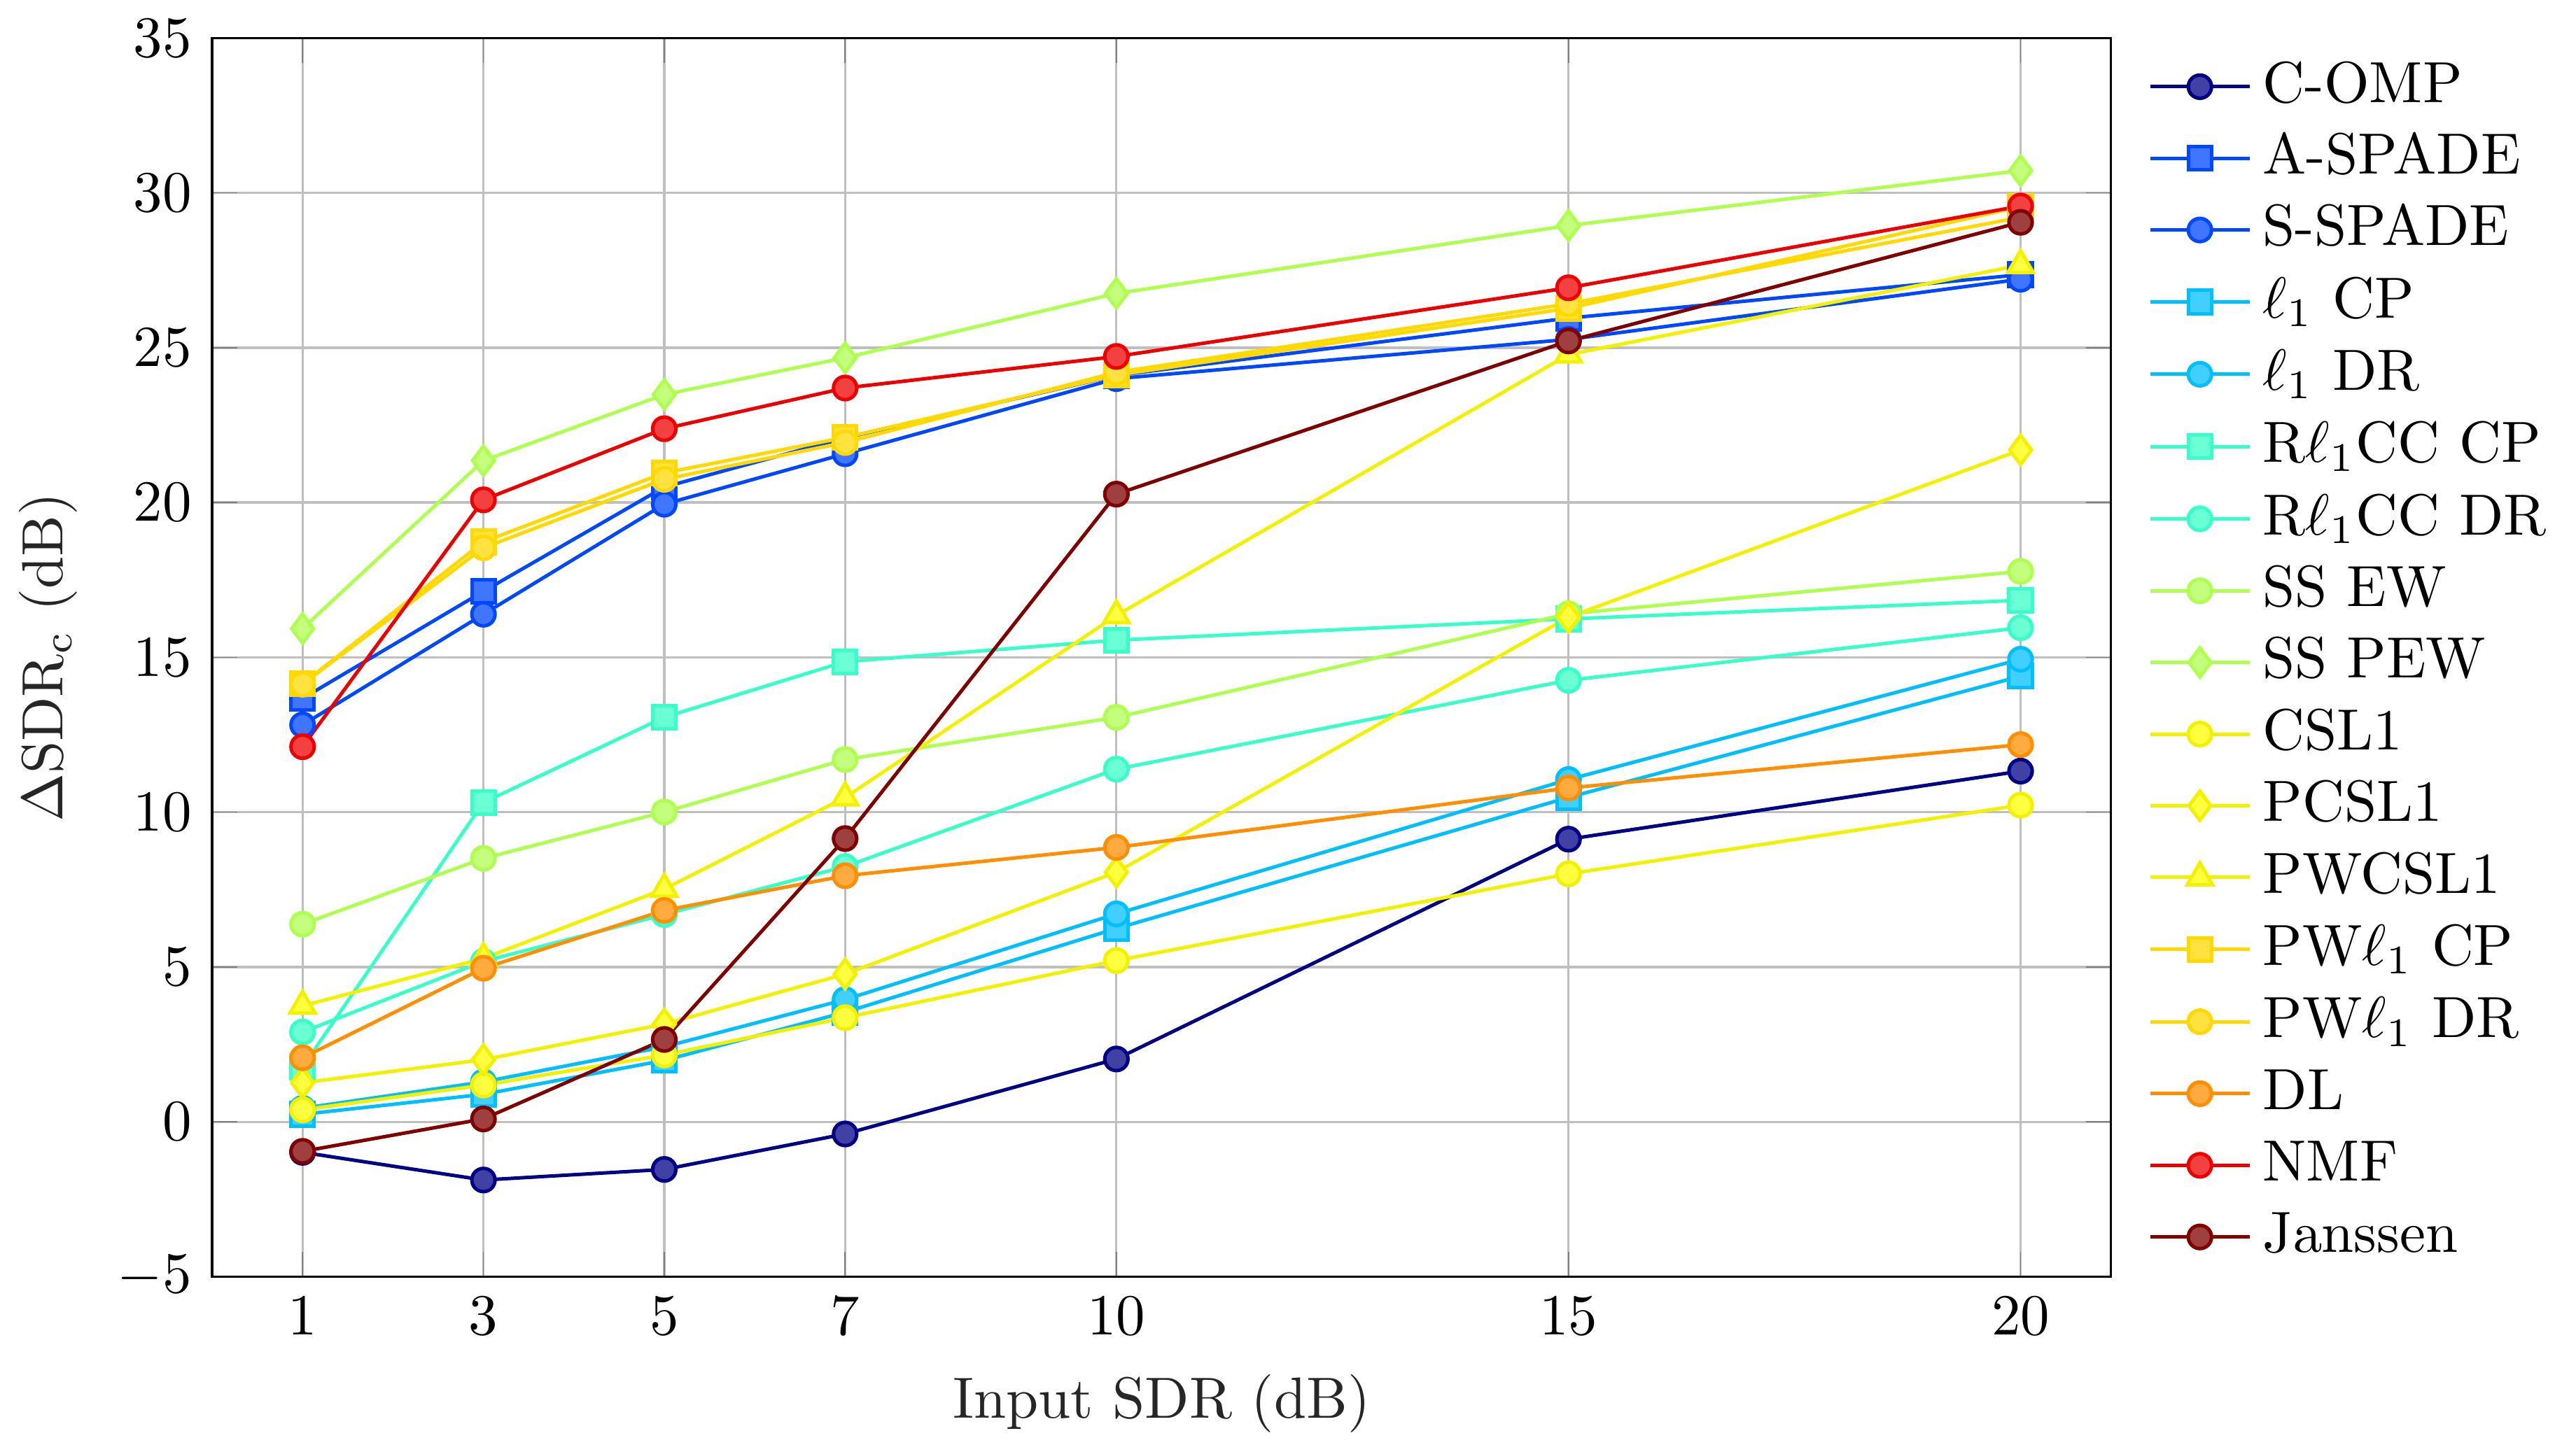 35
30
25
20
15
10
5
0
−5
1 3 5 7 10 15 20
Input SDR (dB)
ΔSDR_c (dB)
C-OMP
A-SPADE
S-SPADE
ℓ₁ CP
ℓ₁ DR
Rℓ₁CC CP
Rℓ₁CC DR
SS EW
SS PEW
CSL1
PCSL1
PWCSL1
PWℓ₁ CP
PWℓ₁ DR
DL
NMF
Janssen